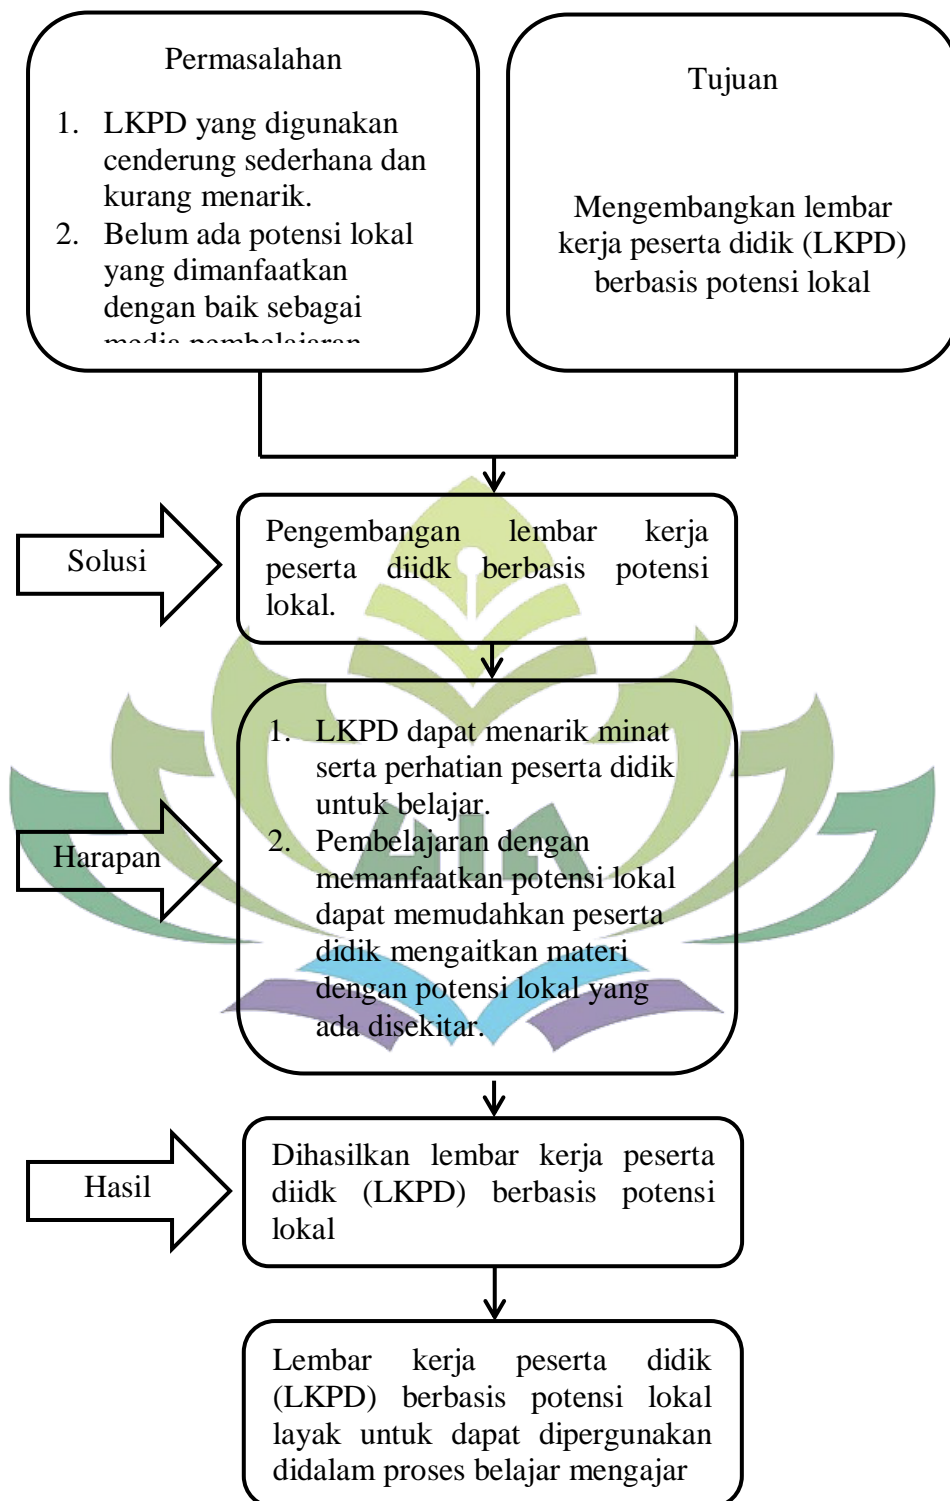 Permasalahan
1. LKPD yang digunakan
cenderung sederhana dan
kurang menarik.
2. Belum ada potensi lokal
yang dimanfaatkan
dengan baik sebagai
media pembelajaran
Tujuan
Mengembangkan lembar
kerja peserta didik (LKPD)
berbasis potensi lokal
Solusi
Pengembangan lembar kerja
peserta diidk berbasis potensi
lokal.
Harapan
1. LKPD dapat menarik minat
serta perhatian peserta didik
untuk belajar.
2. Pembelajaran dengan
memanfaatkan potensi lokal
dapat memudahkan peserta
didik mengaitkan materi
dengan potensi lokal yang
ada disekitar.
Hasil
Dihasilkan lembar kerja peserta
diidk (LKPD) berbasis potensi
lokal
Lembar kerja peserta didik
(LKPD) berbasis potensi lokal
layak untuk dapat dipergunakan
didalam proses belajar mengajar